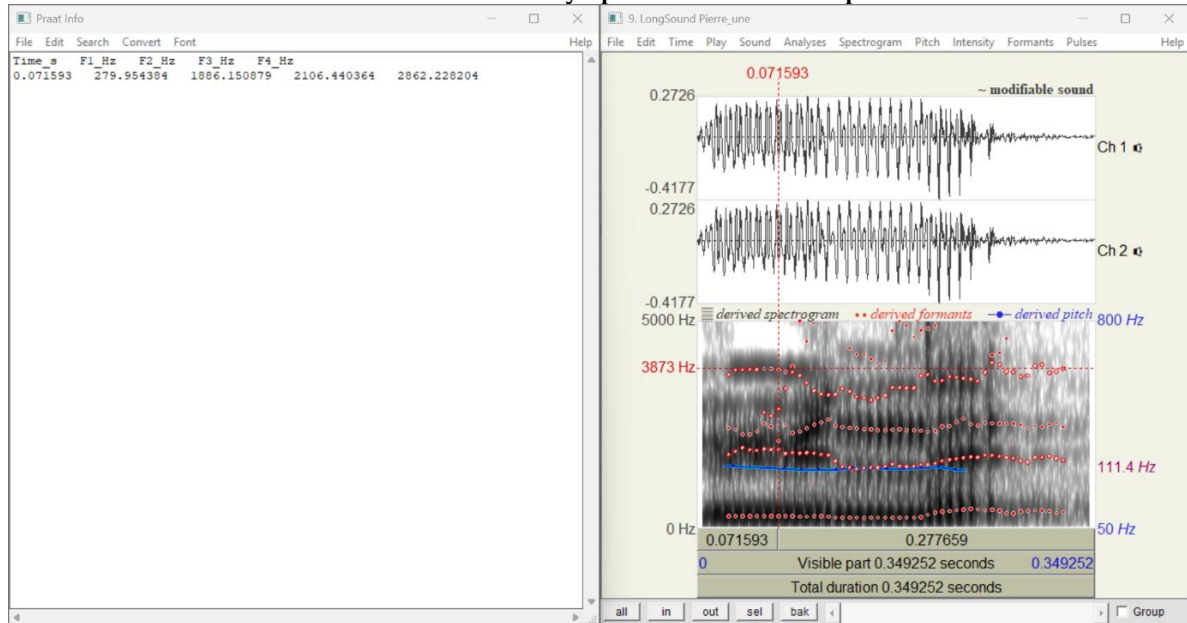 Praat Info
File Edit Search Convert Font Help
Time_s F1_Hz F2_Hz F3_Hz F4_Hz
0.071593 279.954384 1886.150879 2106.440364 2862.228204
9. LongSound Pierre_une
File Edit Time Play Sound Analyses Spectrogram Pitch Intensity Formants Pulses Help
0.071593
~ modifiable sound
0.2726
Ch 1
-0.4177
0.2726
Ch 2
-0.4177
derived spectrogram derived formants derived pitch
5000 Hz 800 Hz
3873 Hz
111.4 Hz
0 Hz 50 Hz
0.071593 0.277659
0 Visible part 0.349252 seconds 0.349252
Total duration 0.349252 seconds
all in out sel bak Group